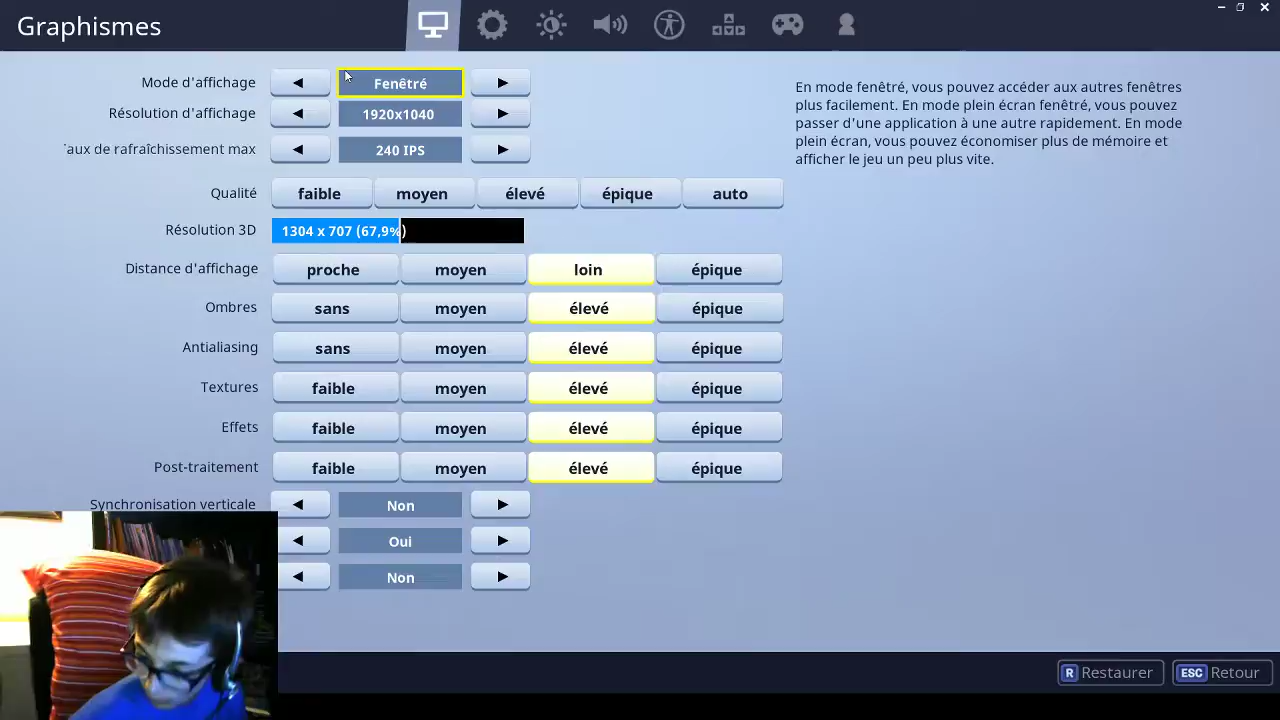 Graphismes
Mode d'affichage ◀ Fenêtré ▶
Résolution d'affichage ◀ 1920x1040 ▶
aux de rafraîchissement max ◀ 240 IPS ▶
Qualité faible moyen élevé épique auto
Résolution 3D 1304 x 707 (67,9%)
Distance d'affichage proche moyen loin épique
Ombres sans moyen élevé épique
Antialiasing sans moyen élevé épique
Textures faible moyen élevé épique
Effets faible moyen élevé épique
Post-traitement faible moyen élevé épique
Synchronisation verticale ◀ Non ▶
◀ Oui ▶
◀ Non ▶
En mode fenêtré, vous pouvez accéder aux autres fenêtres
plus facilement. En mode plein écran fenêtré, vous pouvez
passer d'une application à une autre rapidement. En mode
plein écran, vous pouvez économiser plus de mémoire et
afficher le jeu un peu plus vite.
R Restaurer ESC Retour